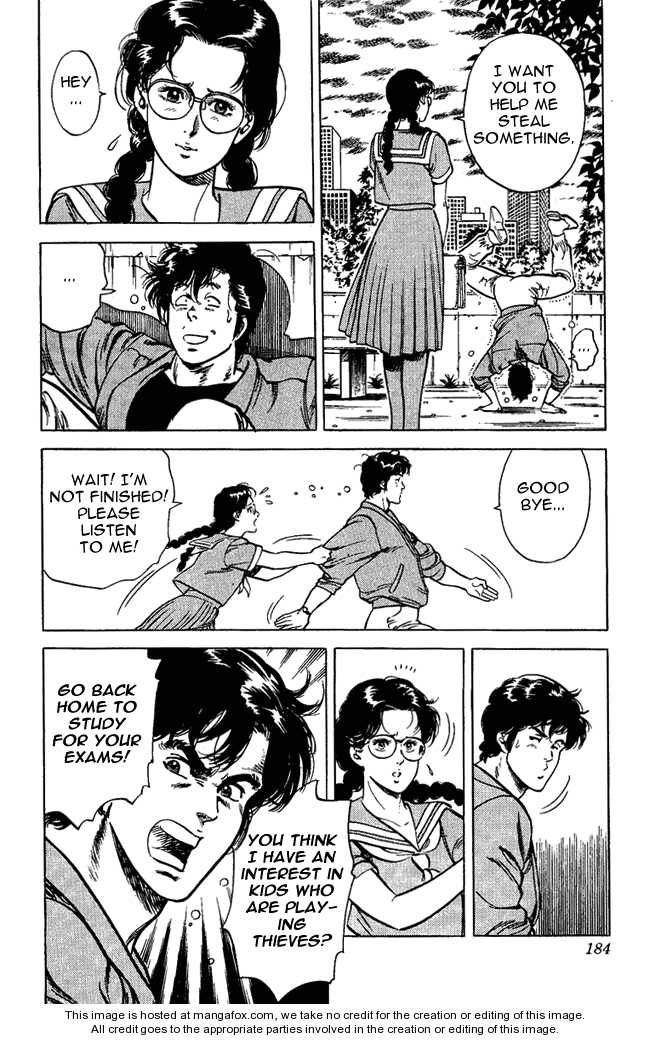 I WANT
YOU TO
HELP ME
STEAL
SOMETHING.
...
HEY
...
...
GOOD
BYE...
WAIT! I'M
NOT FINISHED!
PLEASE
LISTEN
TO ME!
YOU THINK
I HAVE AN
INTEREST IN
KIDS WHO
ARE PLAY-
ING
THIEVES?
GO BACK
HOME TO
STUDY
FOR YOUR
EXAMS!
184
This image is hosted at mangafox.com, we take no credit for the creation or editing of this image.
All credit goes to the appropriate parties involved in the creation or editing of this image.